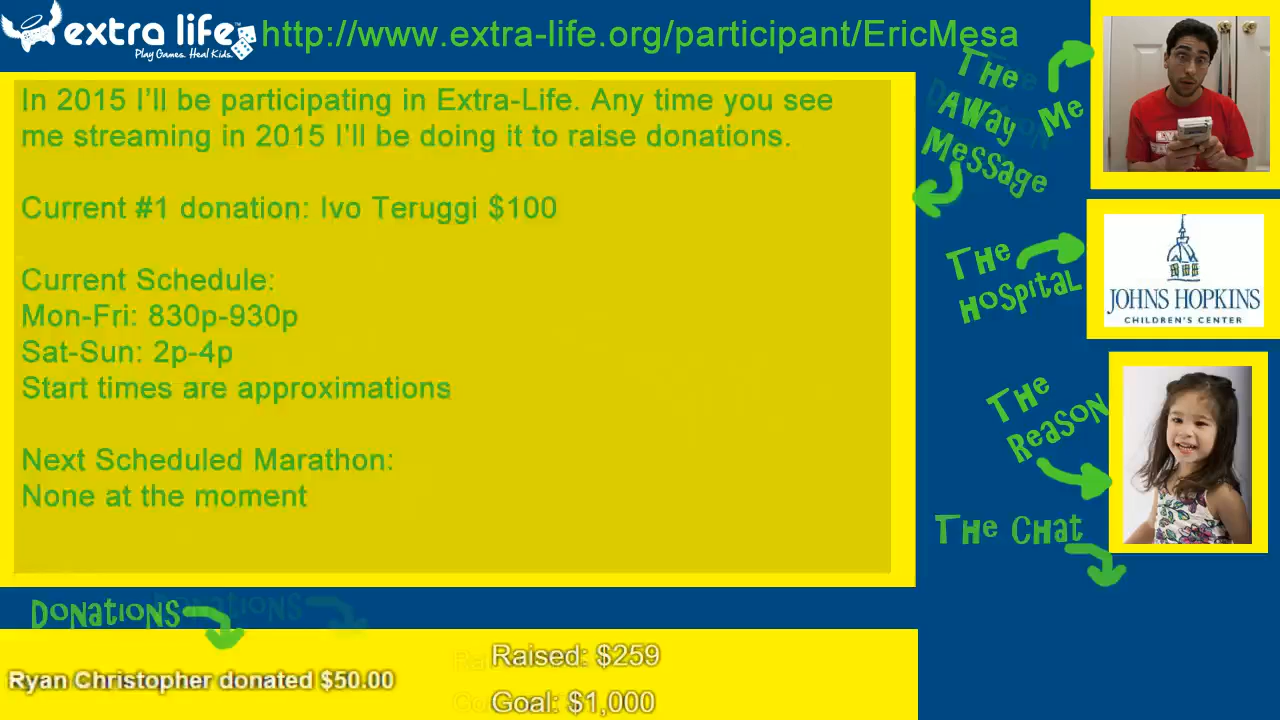 extra life
Play Games. Heal Kids.
http://www.extra-life.org/participant/EricMesa
In 2015 I'll be participating in Extra-Life. Any time you see
me streaming in 2015 I'll be doing it to raise donations.
Current #1 donation: Ivo Teruggi $100
Current Schedule:
Mon-Fri: 830p-930p
Sat-Sun: 2p-4p
Start times are approximations
Next Scheduled Marathon:
None at the moment
The
Away
Message
Me
The
Hospital
JOHNS HOPKINS
CHILDREN'S CENTER
The
Reason
The Chat
Donations
Ryan Christopher donated $50.00
Raised: $259
Goal: $1,000